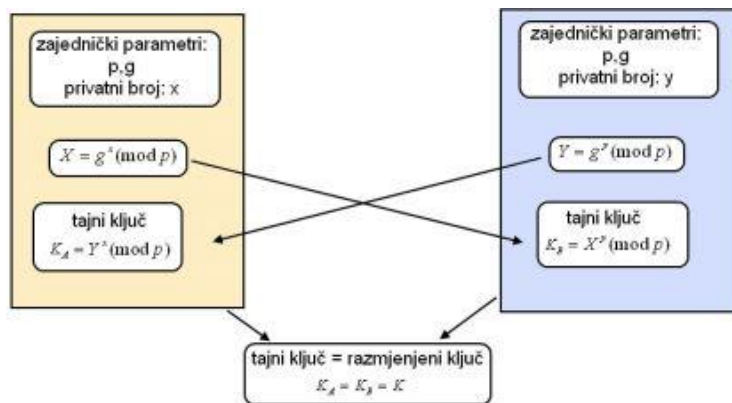 zajednički parametri:
p,g
privatni broj: x
X = g^x (mod p)
tajni ključ
K_A = Y^x (mod p)
zajednički parametri:
p,g
privatni broj: y
Y = g^y (mod p)
tajni ključ
K_B = X^y (mod p)
tajni ključ = razmjenjeni ključ
K_A = K_B = K